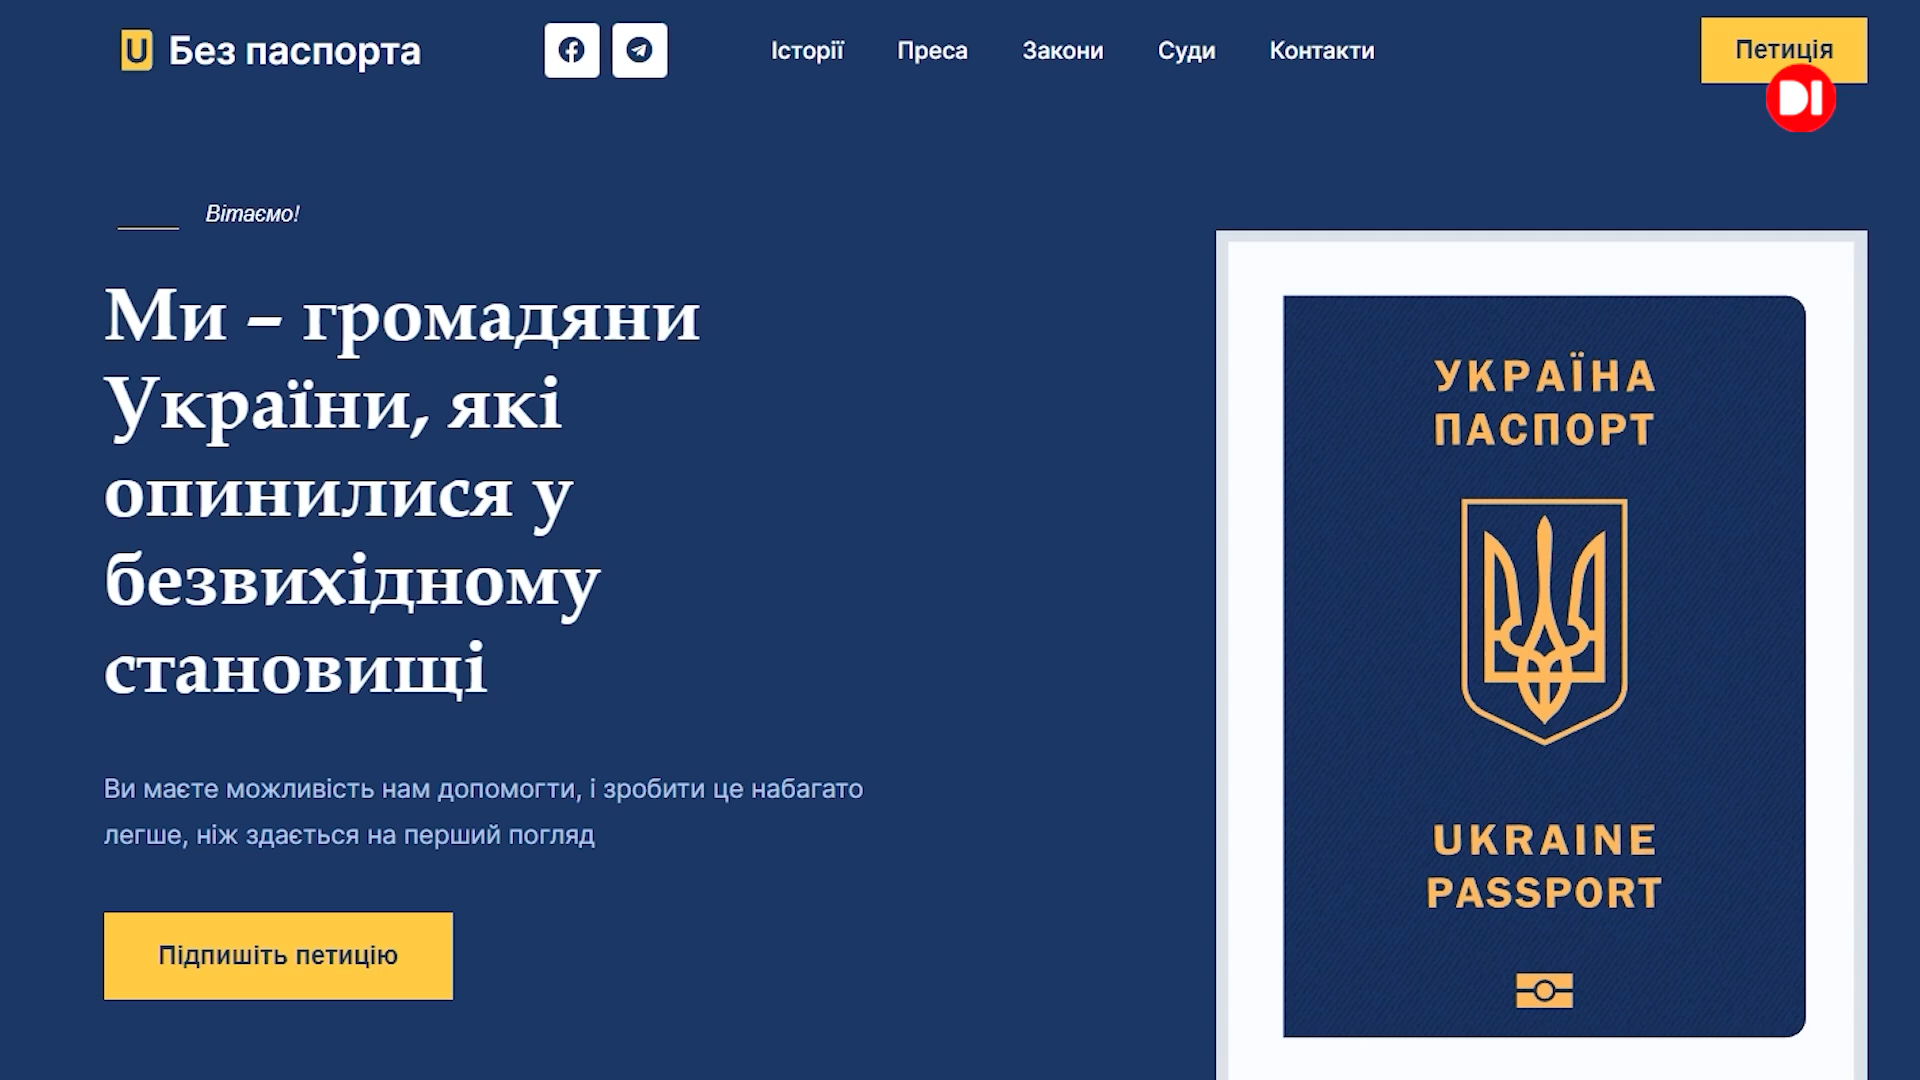 U Без паспорта
Історії
Преса
Закони
Суди
Контакти
Петиція
DI
Вітаємо!
Ми – громадяни
України, які
опинилися у
безвихідному
становищі
Ви маєте можливість нам допомогти, і зробити це набагато
легше, ніж здається на перший погляд
Підпишіть петицію
УКРАЇНА
ПАСПОРТ
UKRAINE
PASSPORT